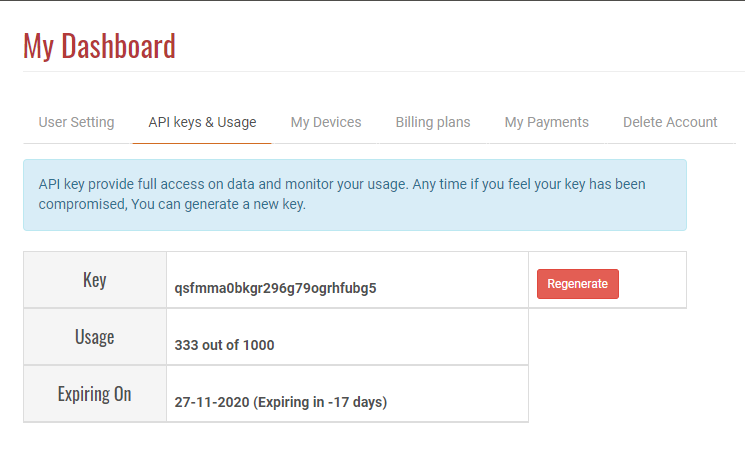 My Dashboard
User Setting API keys & Usage My Devices Billing plans My Payments Delete Account
API key provide full access on data and monitor your usage. Any time if you feel your key has been
compromised, You can generate a new key.
Key qsfmma0bkgr296g79ogrhfubg5 Regenerate
Usage 333 out of 1000
Expiring On 27-11-2020 (Expiring in -17 days)